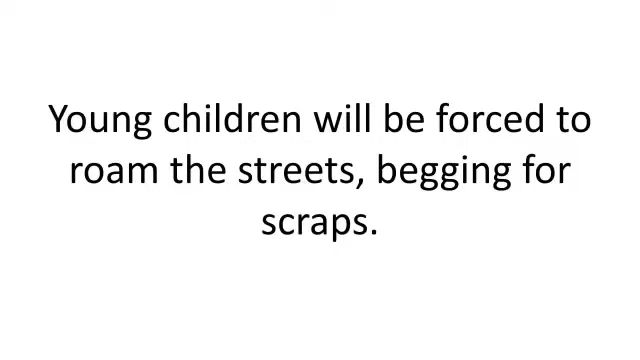 Young children will be forced to
roam the streets, begging for
scraps.